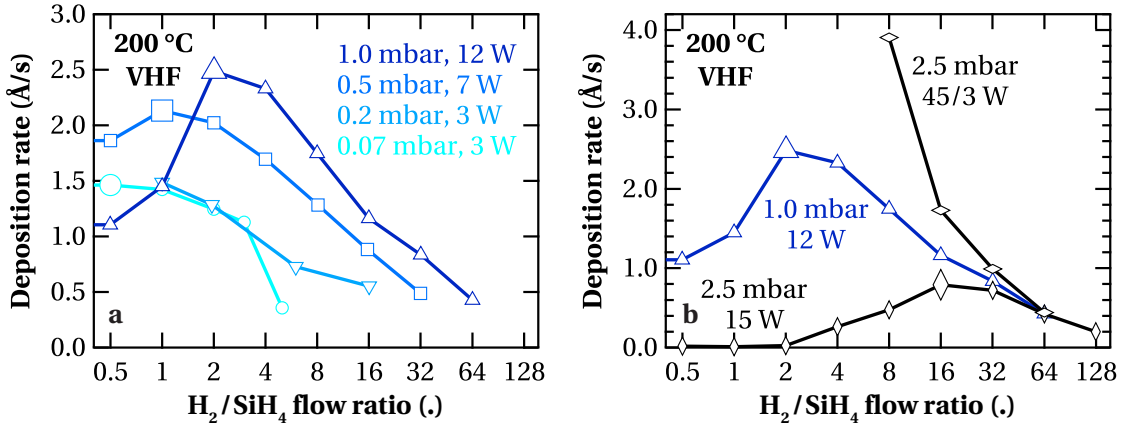 3.0
2.5
2.0
1.5
1.0
0.5
0.0
Deposition rate (Å/s)
200 °C
VHF
1.0 mbar, 12 W
0.5 mbar, 7 W
0.2 mbar, 3 W
0.07 mbar, 3 W
a
0.5 1 2 4 8 16 32 64 128
H₂/SiH₄ flow ratio (.)
4.0
3.0
2.0
1.0
0.0
Deposition rate (Å/s)
200 °C
VHF
2.5 mbar
45/3 W
1.0 mbar
12 W
2.5 mbar
15 W
b
0.5 1 2 4 8 16 32 64 128
H₂/SiH₄ flow ratio (.)